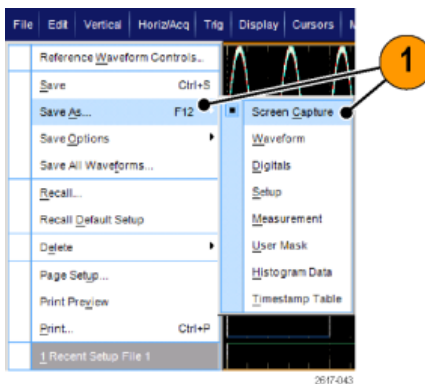 File Edit Vertical Horiz/Acq Trig Display Cursors
Reference Waveform Controls...
Save Ctrl+S
Save As... F12
Save Options
Save All Waveforms...
Recall...
Recall Default Setup
Delete
Page Setup...
Print Preview
Print... Ctrl+P
1 Recent Setup File 1
1
Screen Capture
Waveform
Digitals
Setup
Measurement
User Mask
Histogram Data
Timestamp Table
2617-043